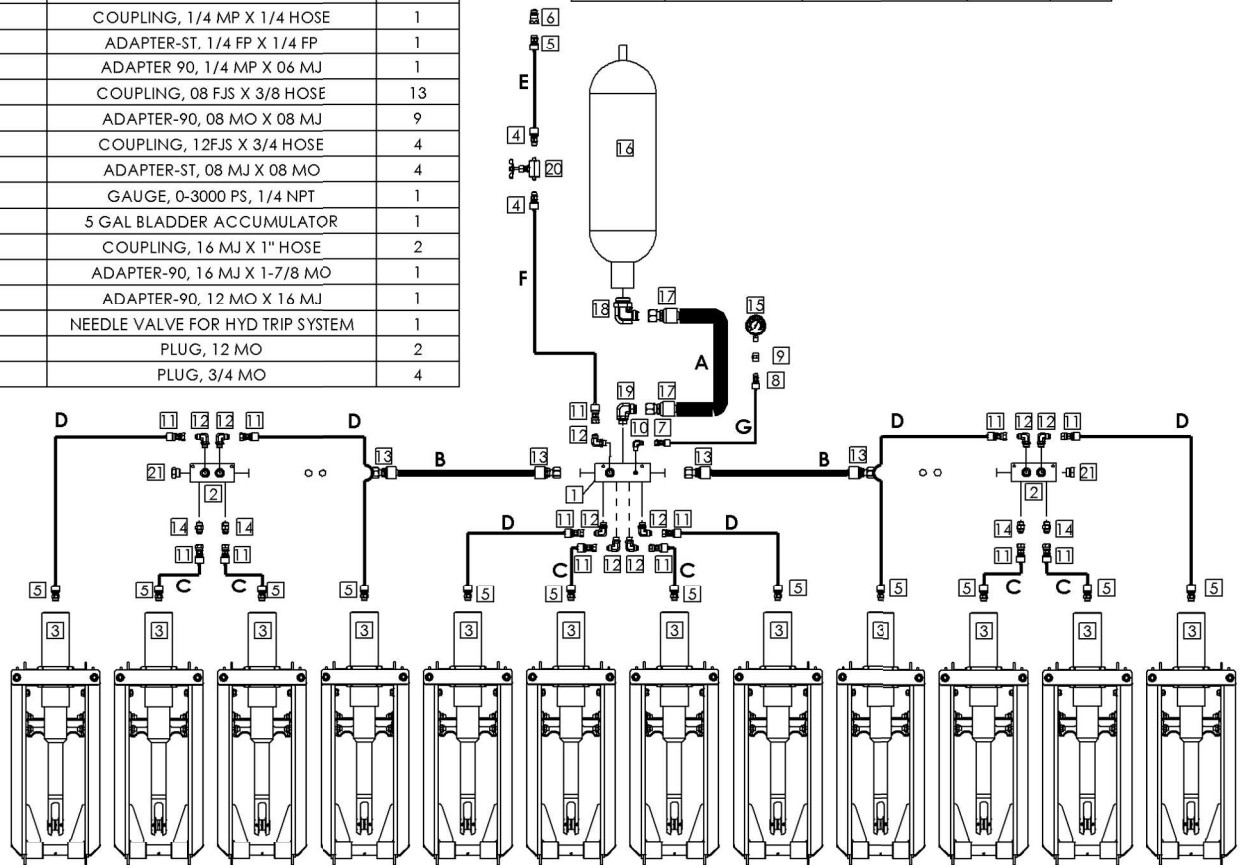 COUPLING, 1/4 MP X 1/4 HOSE 1
ADAPTER-ST, 1/4 FP X 1/4 FP 1
ADAPTER 90, 1/4 MP X 06 MJ 1
COUPLING, 08 FJS X 3/8 HOSE 13
ADAPTER-90, 08 MO X 08 MJ 9
COUPLING, 12FJS X 3/4 HOSE 4
ADAPTER-ST, 08 MJ X 08 MO 4
GAUGE, 0-3000 PS, 1/4 NPT 1
5 GAL BLADDER ACCUMULATOR 1
COUPLING, 16 MJ X 1" HOSE 2
ADAPTER-90, 16 MJ X 1-7/8 MO 1
ADAPTER-90, 12 MO X 16 MJ 1
NEEDLE VALVE FOR HYD TRIP SYSTEM 1
PLUG, 12 MO 2
PLUG, 3/4 MO 4
6
5
E
4
20
4
16
F
18 17
15
A
9
8
19 17
11 10 7 G
12
D 11 12 12 11 D
D 11 12 12 11 D
21 2 13 B 13 1 13 B 13 2 21
14 14
14 14
D 11 12 12 11 D
11 11
C 11 12 12 11 C
11 11
5 5 C C 5 5 5 5 5 5 5 5 C C 5 5
3 3 3 3 3 3 3 3 3 3 3 3